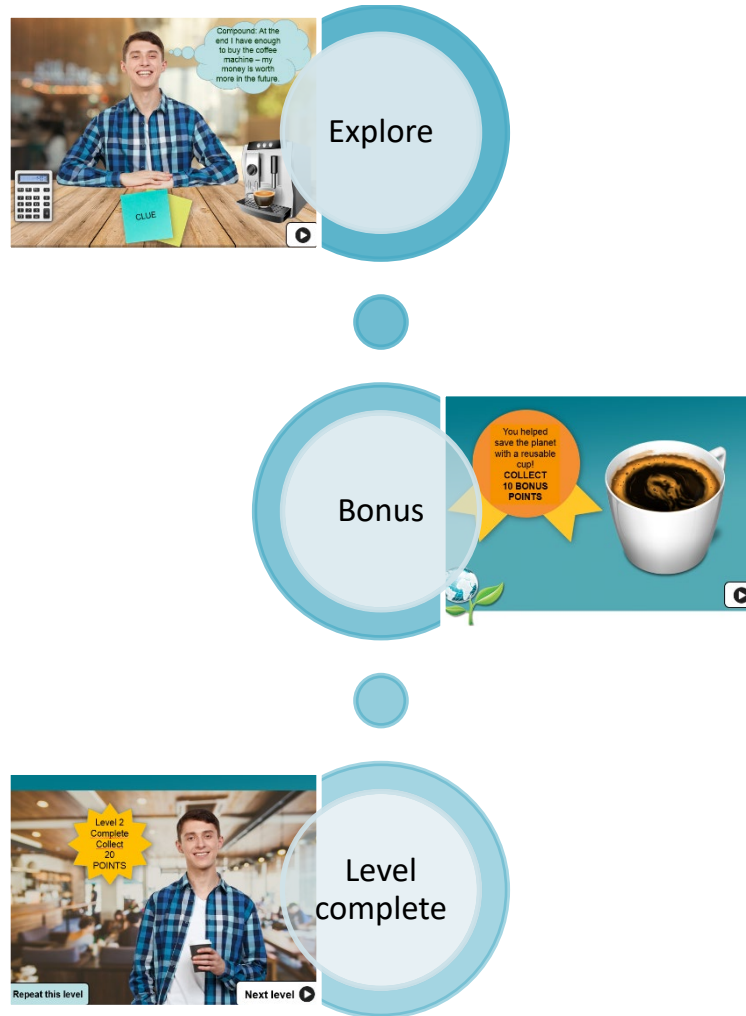 Compound: At the
end I have enough
to buy the coffee
machine – my
money is worth
more in the future.
CLUE
Explore
You helped
save the planet
with a reusable
cup!
COLLECT
10 BONUS
POINTS
Bonus
Level 2
Complete
Collect
20
POINTS
Repeat this level
Next level
Level
complete